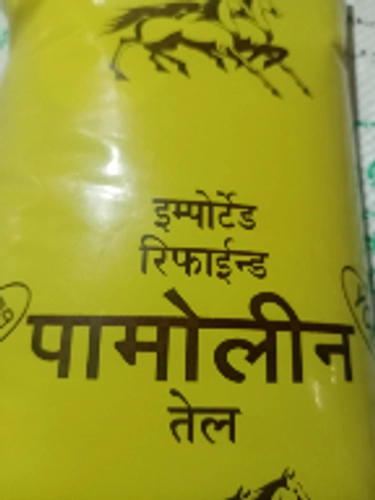 इम्पोर्टेड
रिफाईन्ड
पामोलीन
तेल